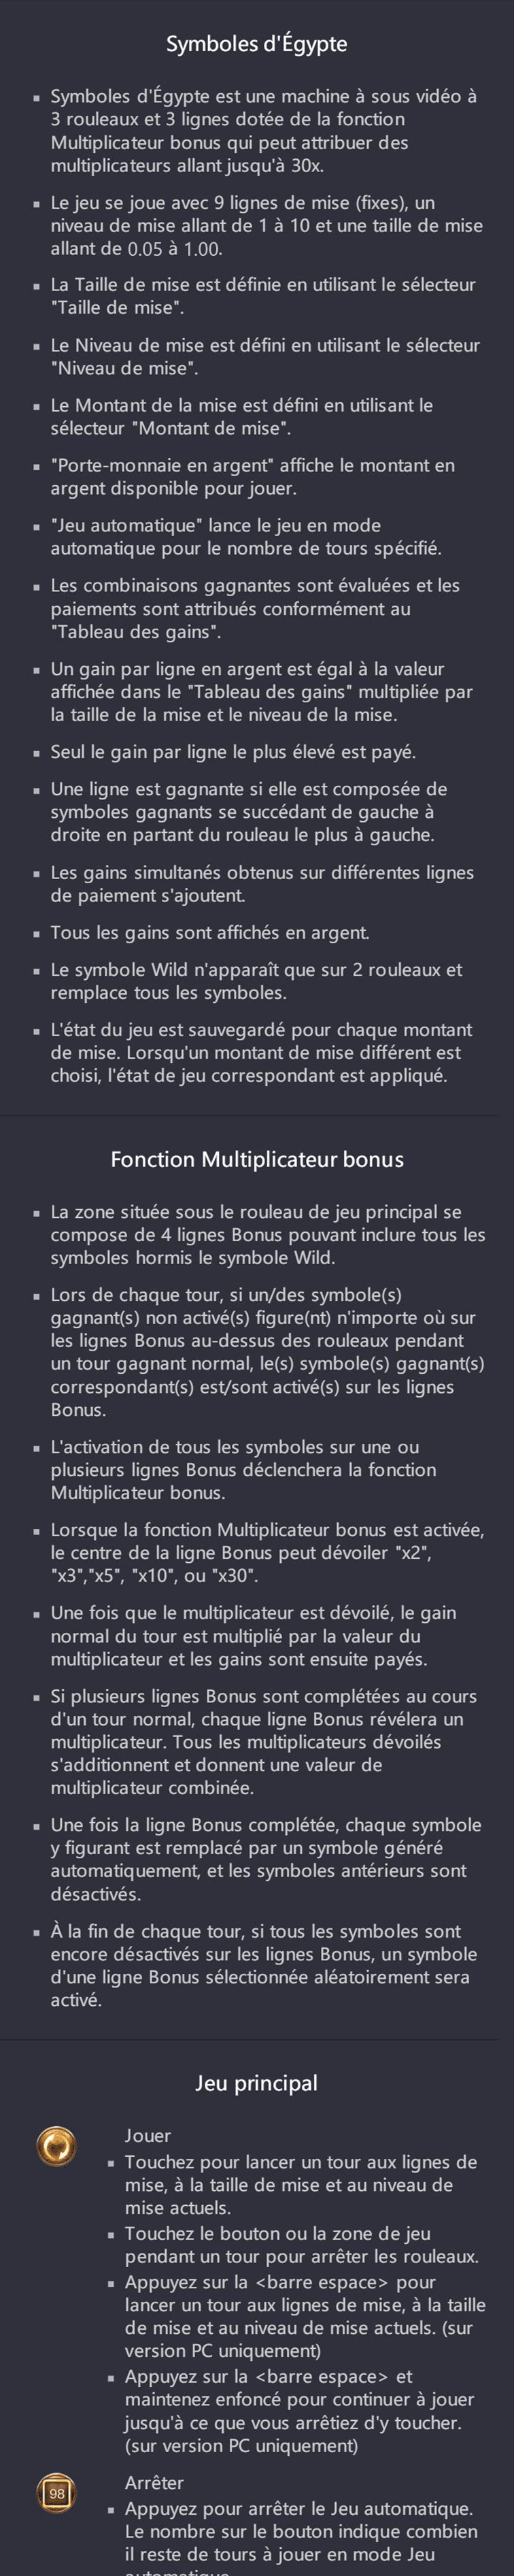 Symboles d'Égypte
▪ Symboles d'Égypte est une machine à sous vidéo à
3 rouleaux et 3 lignes dotée de la fonction
Multiplicateur bonus qui peut attribuer des
multiplicateurs allant jusqu'à 30x.
▪ Le jeu se joue avec 9 lignes de mise (fixes), un
niveau de mise allant de 1 à 10 et une taille de mise
allant de 0.05 à 1.00.
▪ La Taille de mise est définie en utilisant le sélecteur
"Taille de mise".
▪ Le Niveau de mise est défini en utilisant le sélecteur
"Niveau de mise".
▪ Le Montant de la mise est défini en utilisant le
sélecteur "Montant de mise".
▪ "Porte-monnaie en argent" affiche le montant en
argent disponible pour jouer.
▪ "Jeu automatique" lance le jeu en mode
automatique pour le nombre de tours spécifié.
▪ Les combinaisons gagnantes sont évaluées et les
paiements sont attribués conformément au
"Tableau des gains".
▪ Un gain par ligne en argent est égal à la valeur
affichée dans le "Tableau des gains" multipliée par
la taille de la mise et le niveau de la mise.
▪ Seul le gain par ligne le plus élevé est payé.
▪ Une ligne est gagnante si elle est composée de
symboles gagnants se succédant de gauche à
droite en partant du rouleau le plus à gauche.
▪ Les gains simultanés obtenus sur différentes lignes
de paiement s'ajoutent.
▪ Tous les gains sont affichés en argent.
▪ Le symbole Wild n'apparaît que sur 2 rouleaux et
remplace tous les symboles.
▪ L'état du jeu est sauvegardé pour chaque montant
de mise. Lorsqu'un montant de mise différent est
choisi, l'état de jeu correspondant est appliqué.
Fonction Multiplicateur bonus
▪ La zone située sous le rouleau de jeu principal se
compose de 4 lignes Bonus pouvant inclure tous les
symboles hormis le symbole Wild.
▪ Lors de chaque tour, si un/des symbole(s)
gagnant(s) non activé(s) figure(nt) n'importe où sur
les lignes Bonus au-dessus des rouleaux pendant
un tour gagnant normal, le(s) symbole(s) gagnant(s)
correspondant(s) est/sont activé(s) sur les lignes
Bonus.
▪ L'activation de tous les symboles sur une ou
plusieurs lignes Bonus déclenchera la fonction
Multiplicateur bonus.
▪ Lorsque la fonction Multiplicateur bonus est activée,
le centre de la ligne Bonus peut dévoiler "x2",
"x3","x5", "x10", ou "x30".
▪ Une fois que le multiplicateur est dévoilé, le gain
normal du tour est multiplié par la valeur du
multiplicateur et les gains sont ensuite payés.
▪ Si plusieurs lignes Bonus sont complétées au cours
d'un tour normal, chaque ligne Bonus révélera un
multiplicateur. Tous les multiplicateurs dévoilés
s'additionnent et donnent une valeur de
multiplicateur combinée.
▪ Une fois la ligne Bonus complétée, chaque symbole
y figurant est remplacé par un symbole généré
automatiquement, et les symboles antérieurs sont
désactivés.
▪ À la fin de chaque tour, si tous les symboles sont
encore désactivés sur les lignes Bonus, un symbole
d'une ligne Bonus sélectionnée aléatoirement sera
activé.
Jeu principal
Jouer
▪ Touchez pour lancer un tour aux lignes de
mise, à la taille de mise et au niveau de
mise actuels.
▪ Touchez le bouton ou la zone de jeu
pendant un tour pour arrêter les rouleaux.
▪ Appuyez sur la <barre espace> pour
lancer un tour aux lignes de mise, à la taille
de mise et au niveau de mise actuels. (sur
version PC uniquement)
▪ Appuyez sur la <barre espace> et
maintenez enfoncé pour continuer à jouer
jusqu'à ce que vous arrêtiez d'y toucher.
(sur version PC uniquement)
98
Arrêter
▪ Appuyez pour arrêter le Jeu automatique.
Le nombre sur le bouton indique combien
il reste de tours à jouer en mode Jeu